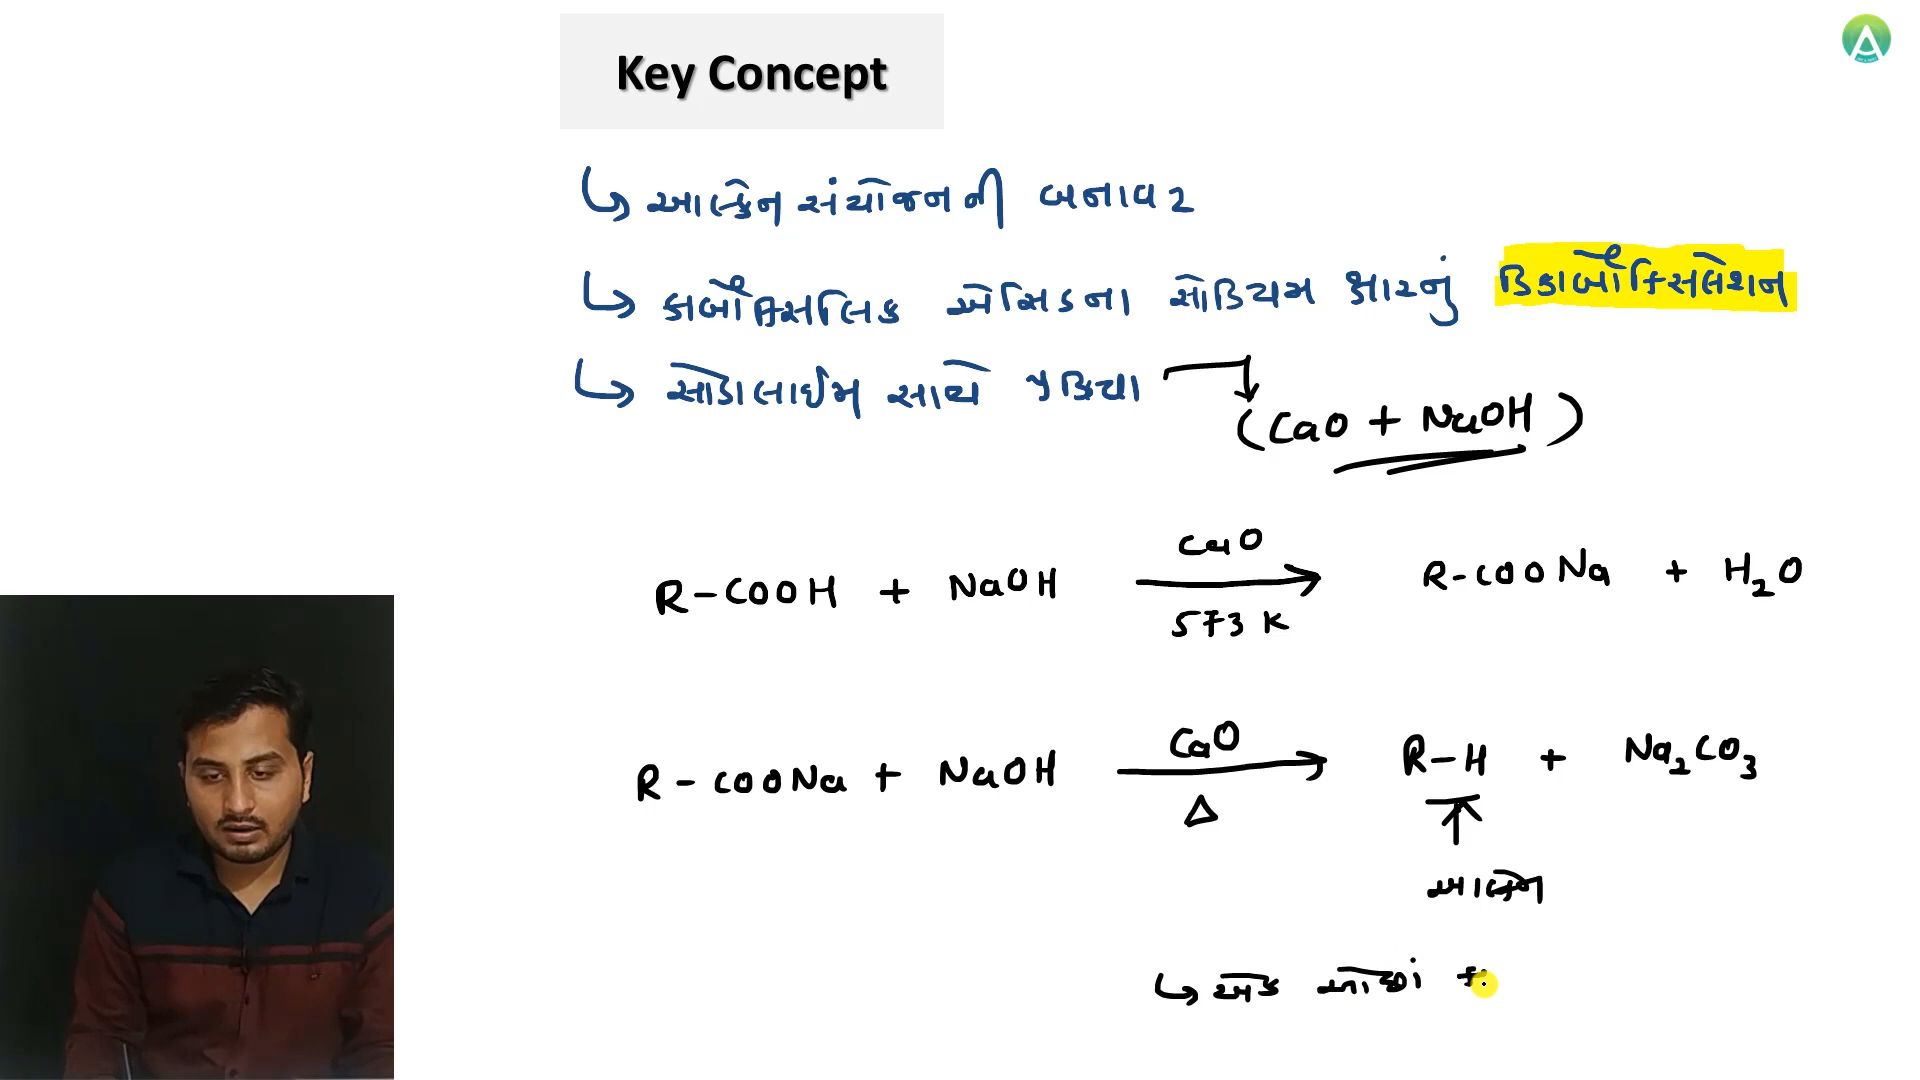 Key Concept
↳ આલ્કેન સંયોજનની બનાવટ
↳ કાર્બોક્સિલિક એસિડના સોડિયમ ક્ષારનું ડિકાર્બોક્સિલેશન
↳ સોડાલાઈમ સાથે પ્રક્રિયા
(CaO + NaOH)
R-COOH + NaOH CaO → 573 K R-COONa + H₂O
R-COONa + NaOH CaO → Δ R-H + Na₂CO₃
આલ્કેન
↳ એક ઓછાં